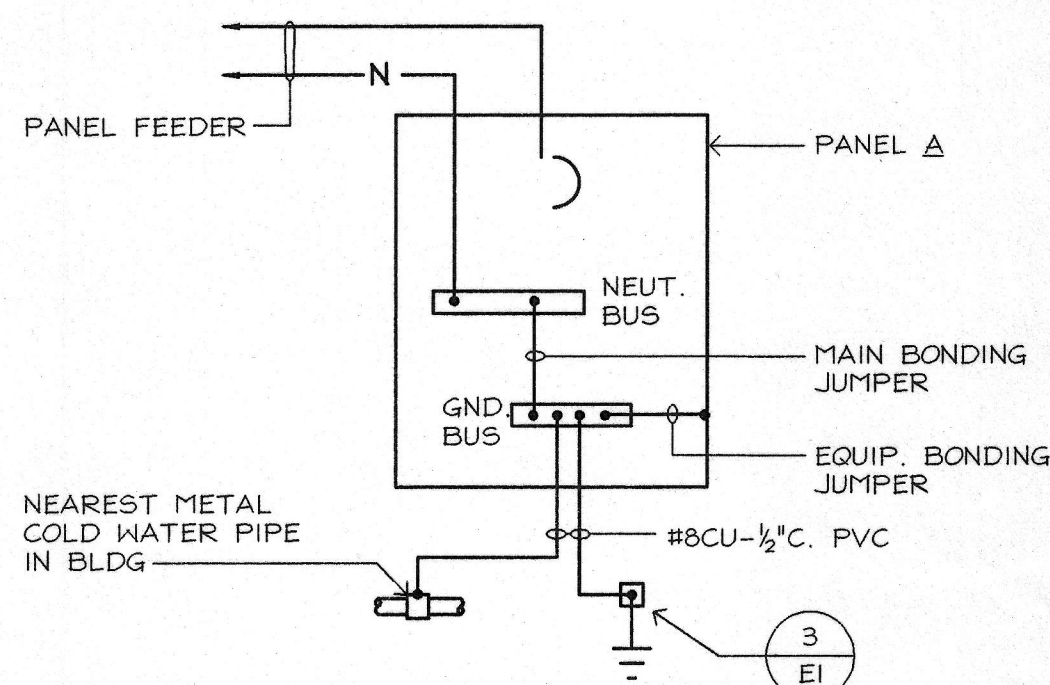 N
PANEL FEEDER
PANEL A
NEUT.
BUS
MAIN BONDING
JUMPER
GND.
BUS
EQUIP. BONDING
JUMPER
NEAREST METAL
COLD WATER PIPE
IN BLDG
#8CU-½"C. PVC
3
E1